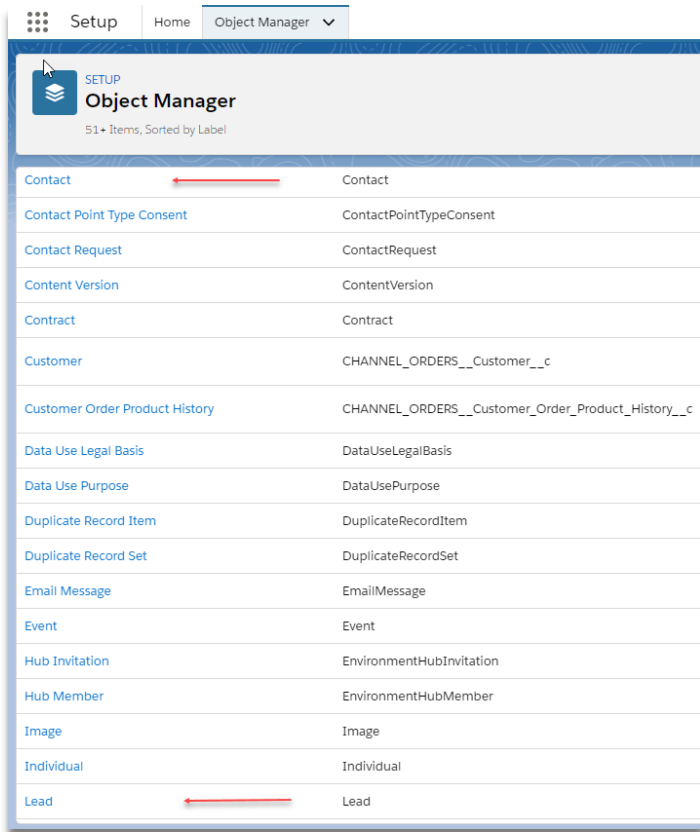 Setup Home Object Manager
SETUP
Object Manager
51+ Items, Sorted by Label
Contact Contact
Contact Point Type Consent ContactPointTypeConsent
Contact Request ContactRequest
Content Version ContentVersion
Contract Contract
Customer CHANNEL_ORDERS__Customer__c
Customer Order Product History CHANNEL_ORDERS__Customer_Order_Product_History__c
Data Use Legal Basis DataUseLegalBasis
Data Use Purpose DataUsePurpose
Duplicate Record Item DuplicateRecordItem
Duplicate Record Set DuplicateRecordSet
Email Message EmailMessage
Event Event
Hub Invitation EnvironmentHubInvitation
Hub Member EnvironmentHubMember
Image Image
Individual Individual
Lead Lead